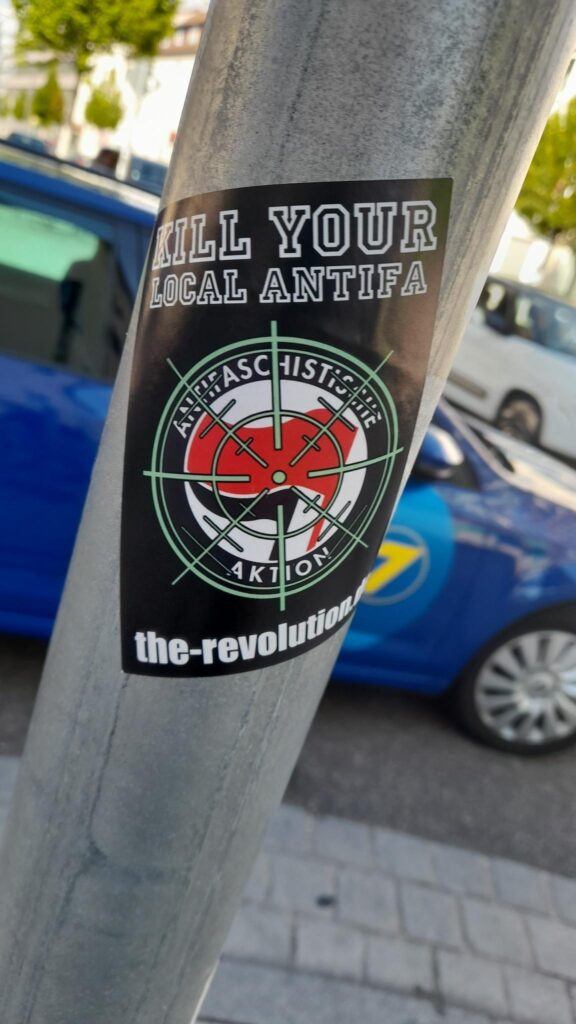 KILL YOUR
LOCAL ANTIFA
ANTIFASCHISTISCHE
AKTION
the-revolution.